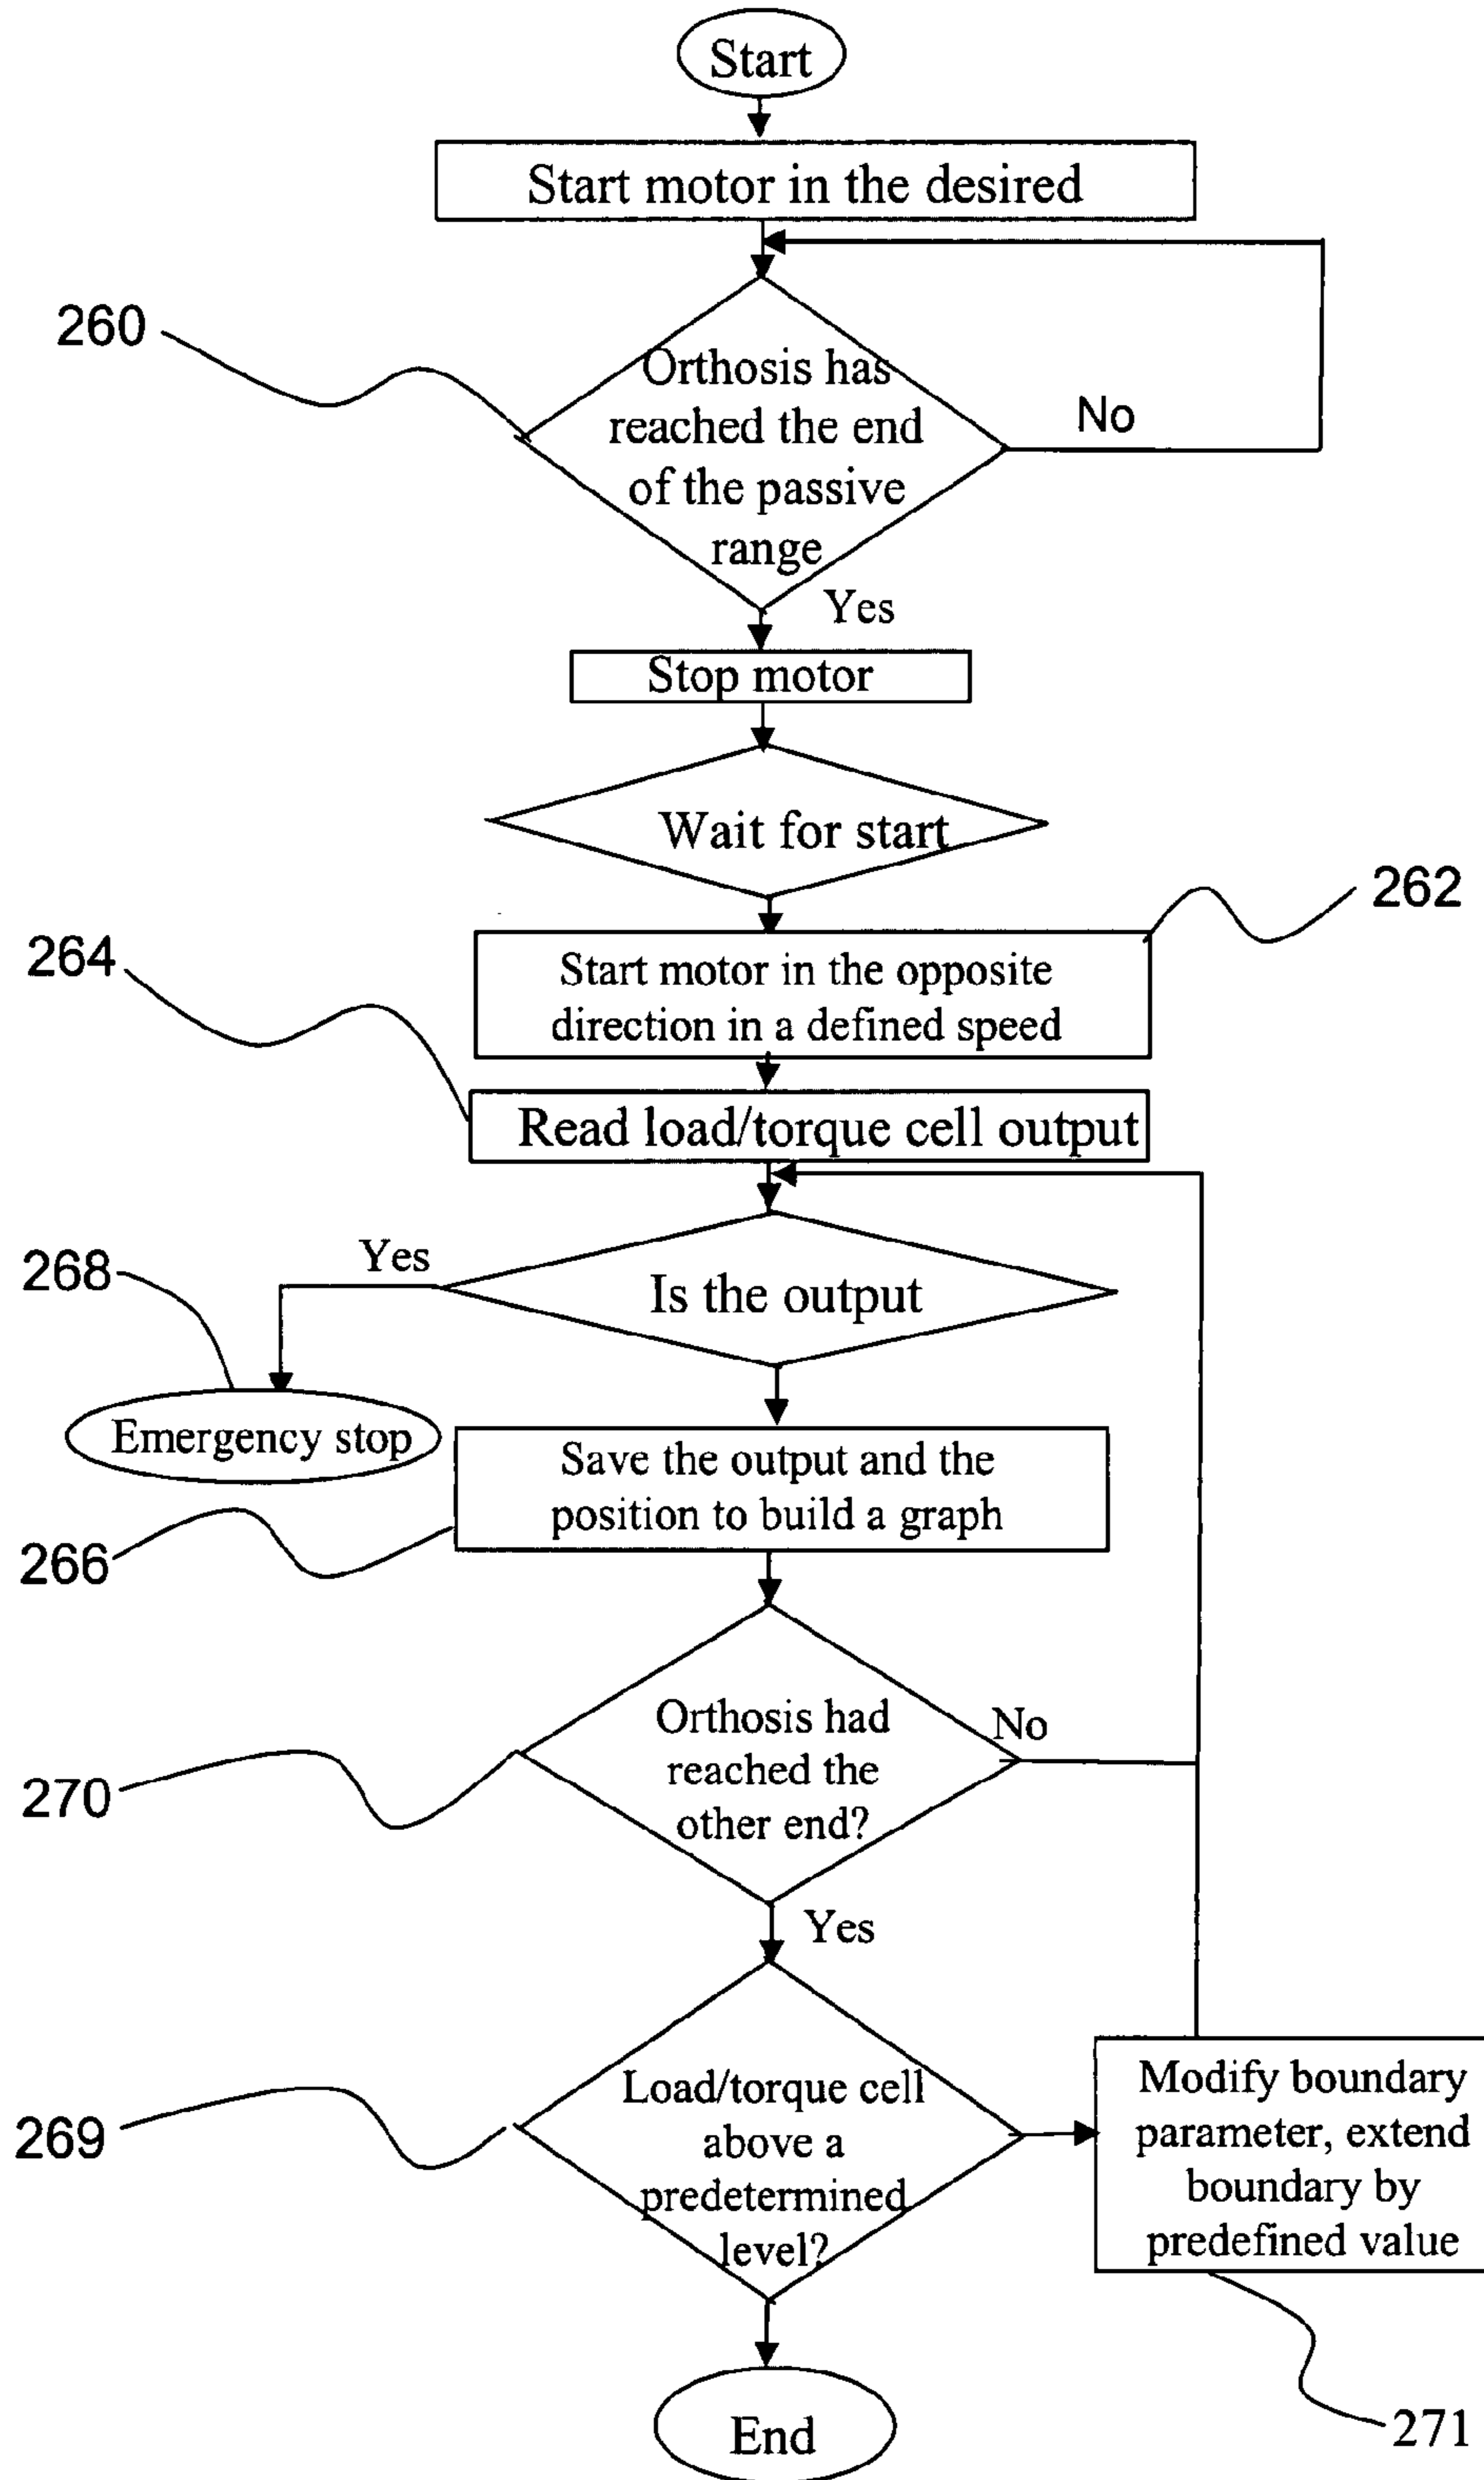 Start
Start motor in the desired
260
Orthosis has
reached the end
of the passive
range
No
Yes
Stop motor
Wait for start
262
Start motor in the opposite
direction in a defined speed
264
Read load/torque cell output
Yes
Is the output
268
Emergency stop
Save the output and the
position to build a graph
266
Orthosis had
reached the
other end?
No
270
Yes
Load/torque cell
above a
predetermined
level?
269
Modify boundary
parameter, extend
boundary by
predefined value
271
End